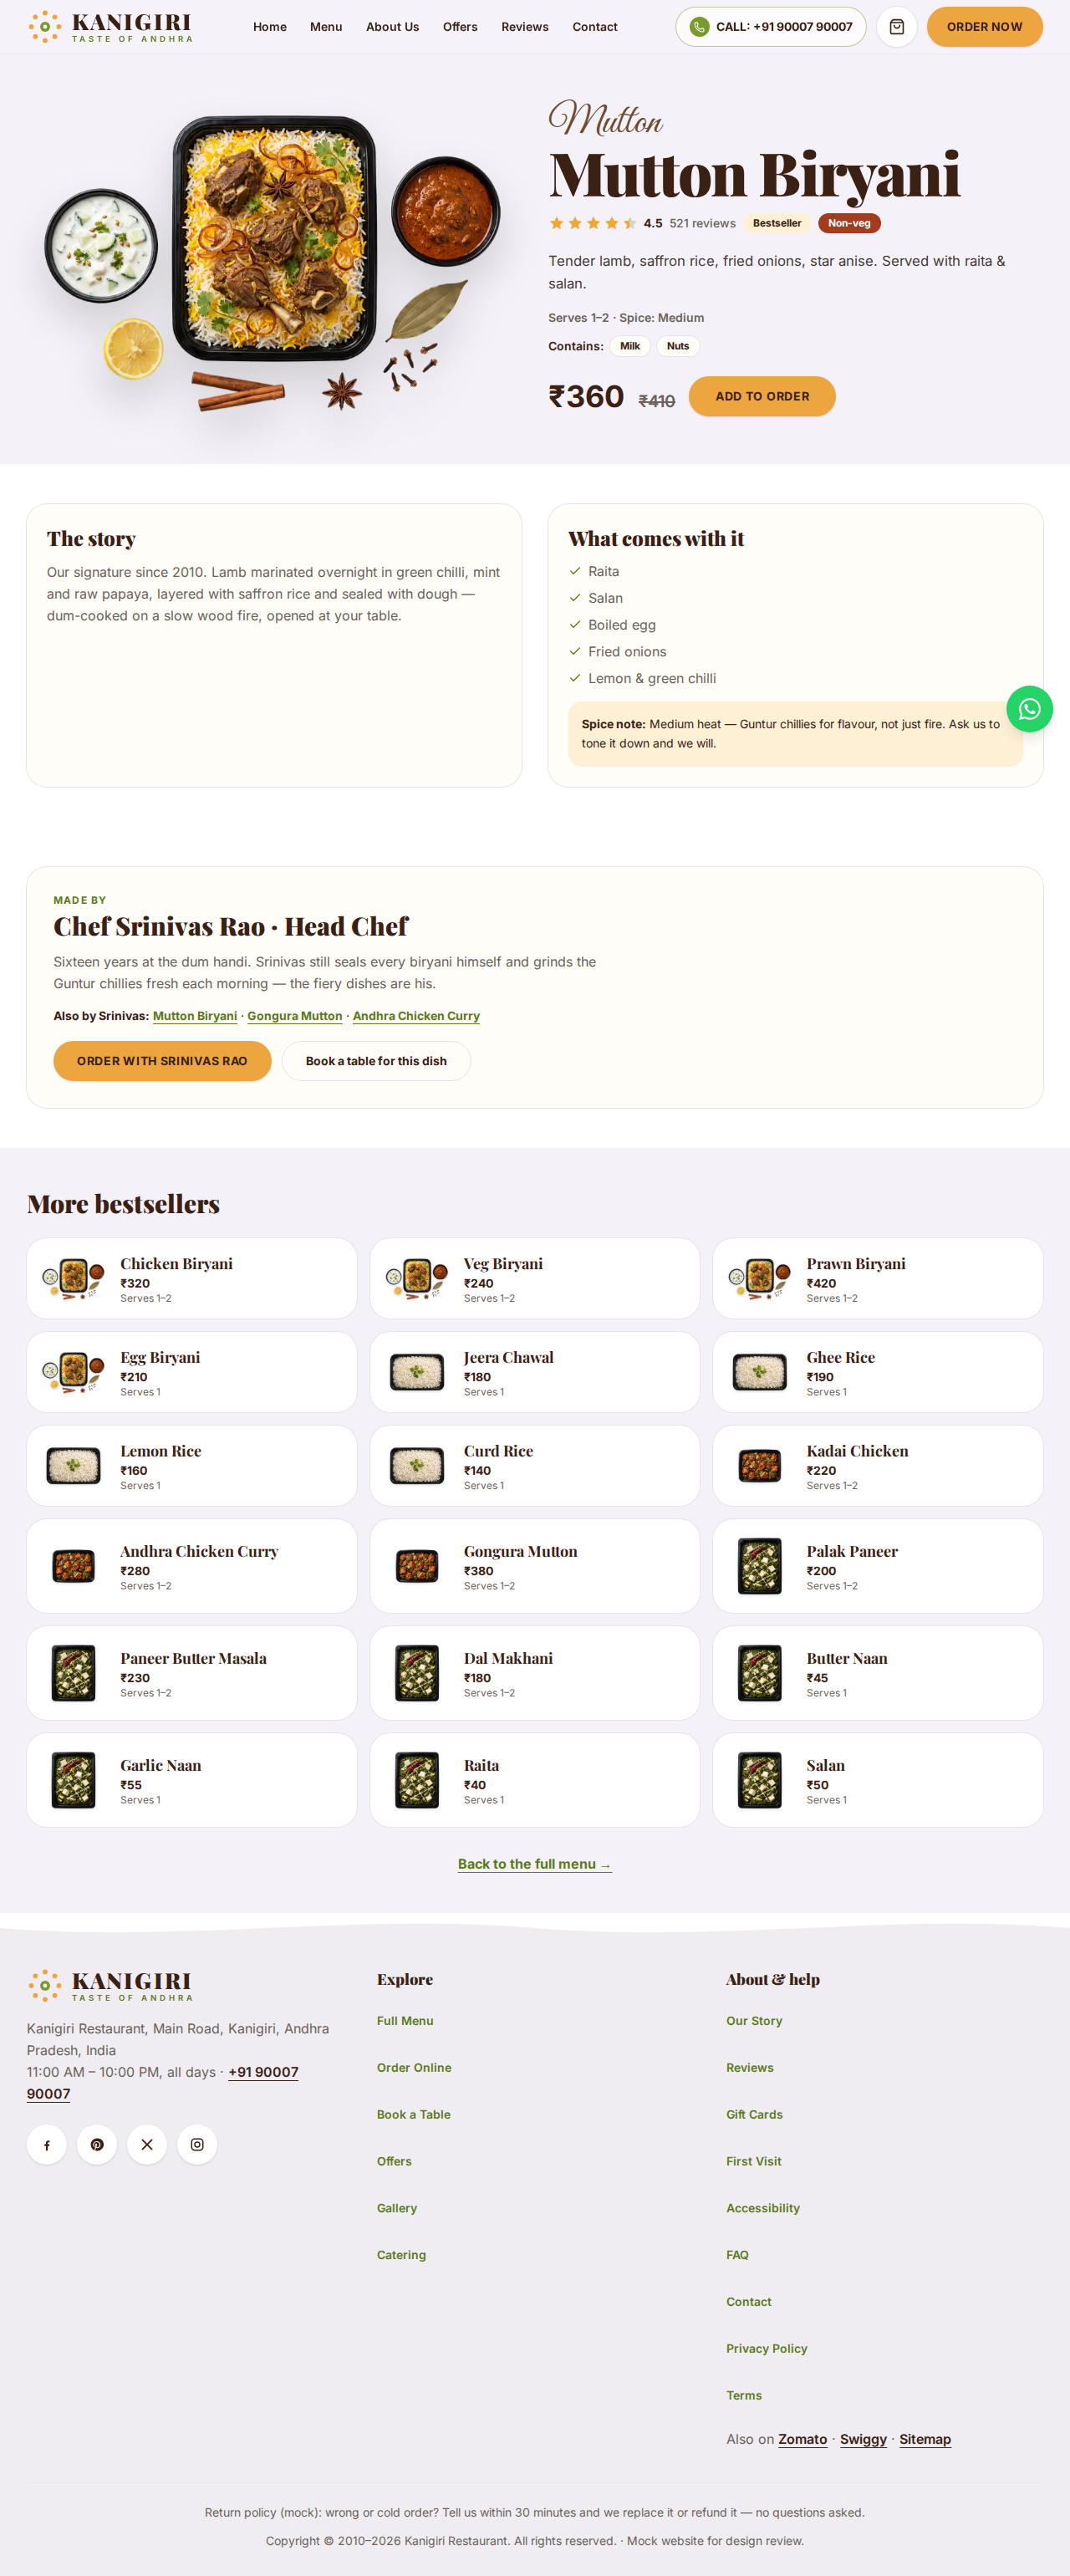 KANIGIRI
TASTE OF ANDHRA
Home
Menu
About Us
Offers
Reviews
Contact
CALL: +91 90007 90007
ORDER NOW
Mutton
Mutton Biryani
4.5 521 reviews
Bestseller
Non-veg
Tender lamb, saffron rice, fried onions, star anise. Served with raita &
salan.
Serves 1–2 · Spice: Medium
Contains: Milk Nuts
₹360 ₹410 ADD TO ORDER
The story
Our signature since 2010. Lamb marinated overnight in green chilli, mint
and raw papaya, layered with saffron rice and sealed with dough —
dum-cooked on a slow wood fire, opened at your table.
What comes with it
Raita
Salan
Boiled egg
Fried onions
Lemon & green chilli
Spice note: Medium heat — Guntur chillies for flavour, not just fire. Ask us to
tone it down and we will.
MADE BY
Chef Srinivas Rao · Head Chef
Sixteen years at the dum handi. Srinivas still seals every biryani himself and grinds the
Guntur chillies fresh each morning — the fiery dishes are his.
Also by Srinivas: Mutton Biryani · Gongura Mutton · Andhra Chicken Curry
ORDER WITH SRINIVAS RAO
Book a table for this dish
More bestsellers
Chicken Biryani
₹320
Serves 1–2
Veg Biryani
₹240
Serves 1–2
Prawn Biryani
₹420
Serves 1–2
Egg Biryani
₹210
Serves 1
Jeera Chawal
₹180
Serves 1
Ghee Rice
₹190
Serves 1
Lemon Rice
₹160
Serves 1
Curd Rice
₹140
Serves 1
Kadai Chicken
₹220
Serves 1–2
Andhra Chicken Curry
₹280
Serves 1–2
Gongura Mutton
₹380
Serves 1–2
Palak Paneer
₹200
Serves 1–2
Paneer Butter Masala
₹230
Serves 1–2
Dal Makhani
₹180
Serves 1–2
Butter Naan
₹45
Serves 1
Garlic Naan
₹55
Serves 1
Raita
₹40
Serves 1
Salan
₹50
Serves 1
Back to the full menu →
KANIGIRI
TASTE OF ANDHRA
Kanigiri Restaurant, Main Road, Kanigiri, Andhra
Pradesh, India
11:00 AM – 10:00 PM, all days · +91 90007
90007
Explore
Full Menu
Order Online
Book a Table
Offers
Gallery
Catering
About & help
Our Story
Reviews
Gift Cards
First Visit
Accessibility
FAQ
Contact
Privacy Policy
Terms
Also on Zomato · Swiggy · Sitemap
Return policy (mock): wrong or cold order? Tell us within 30 minutes and we replace it or refund it — no questions asked.
Copyright © 2010–2026 Kanigiri Restaurant. All rights reserved. · Mock website for design review.